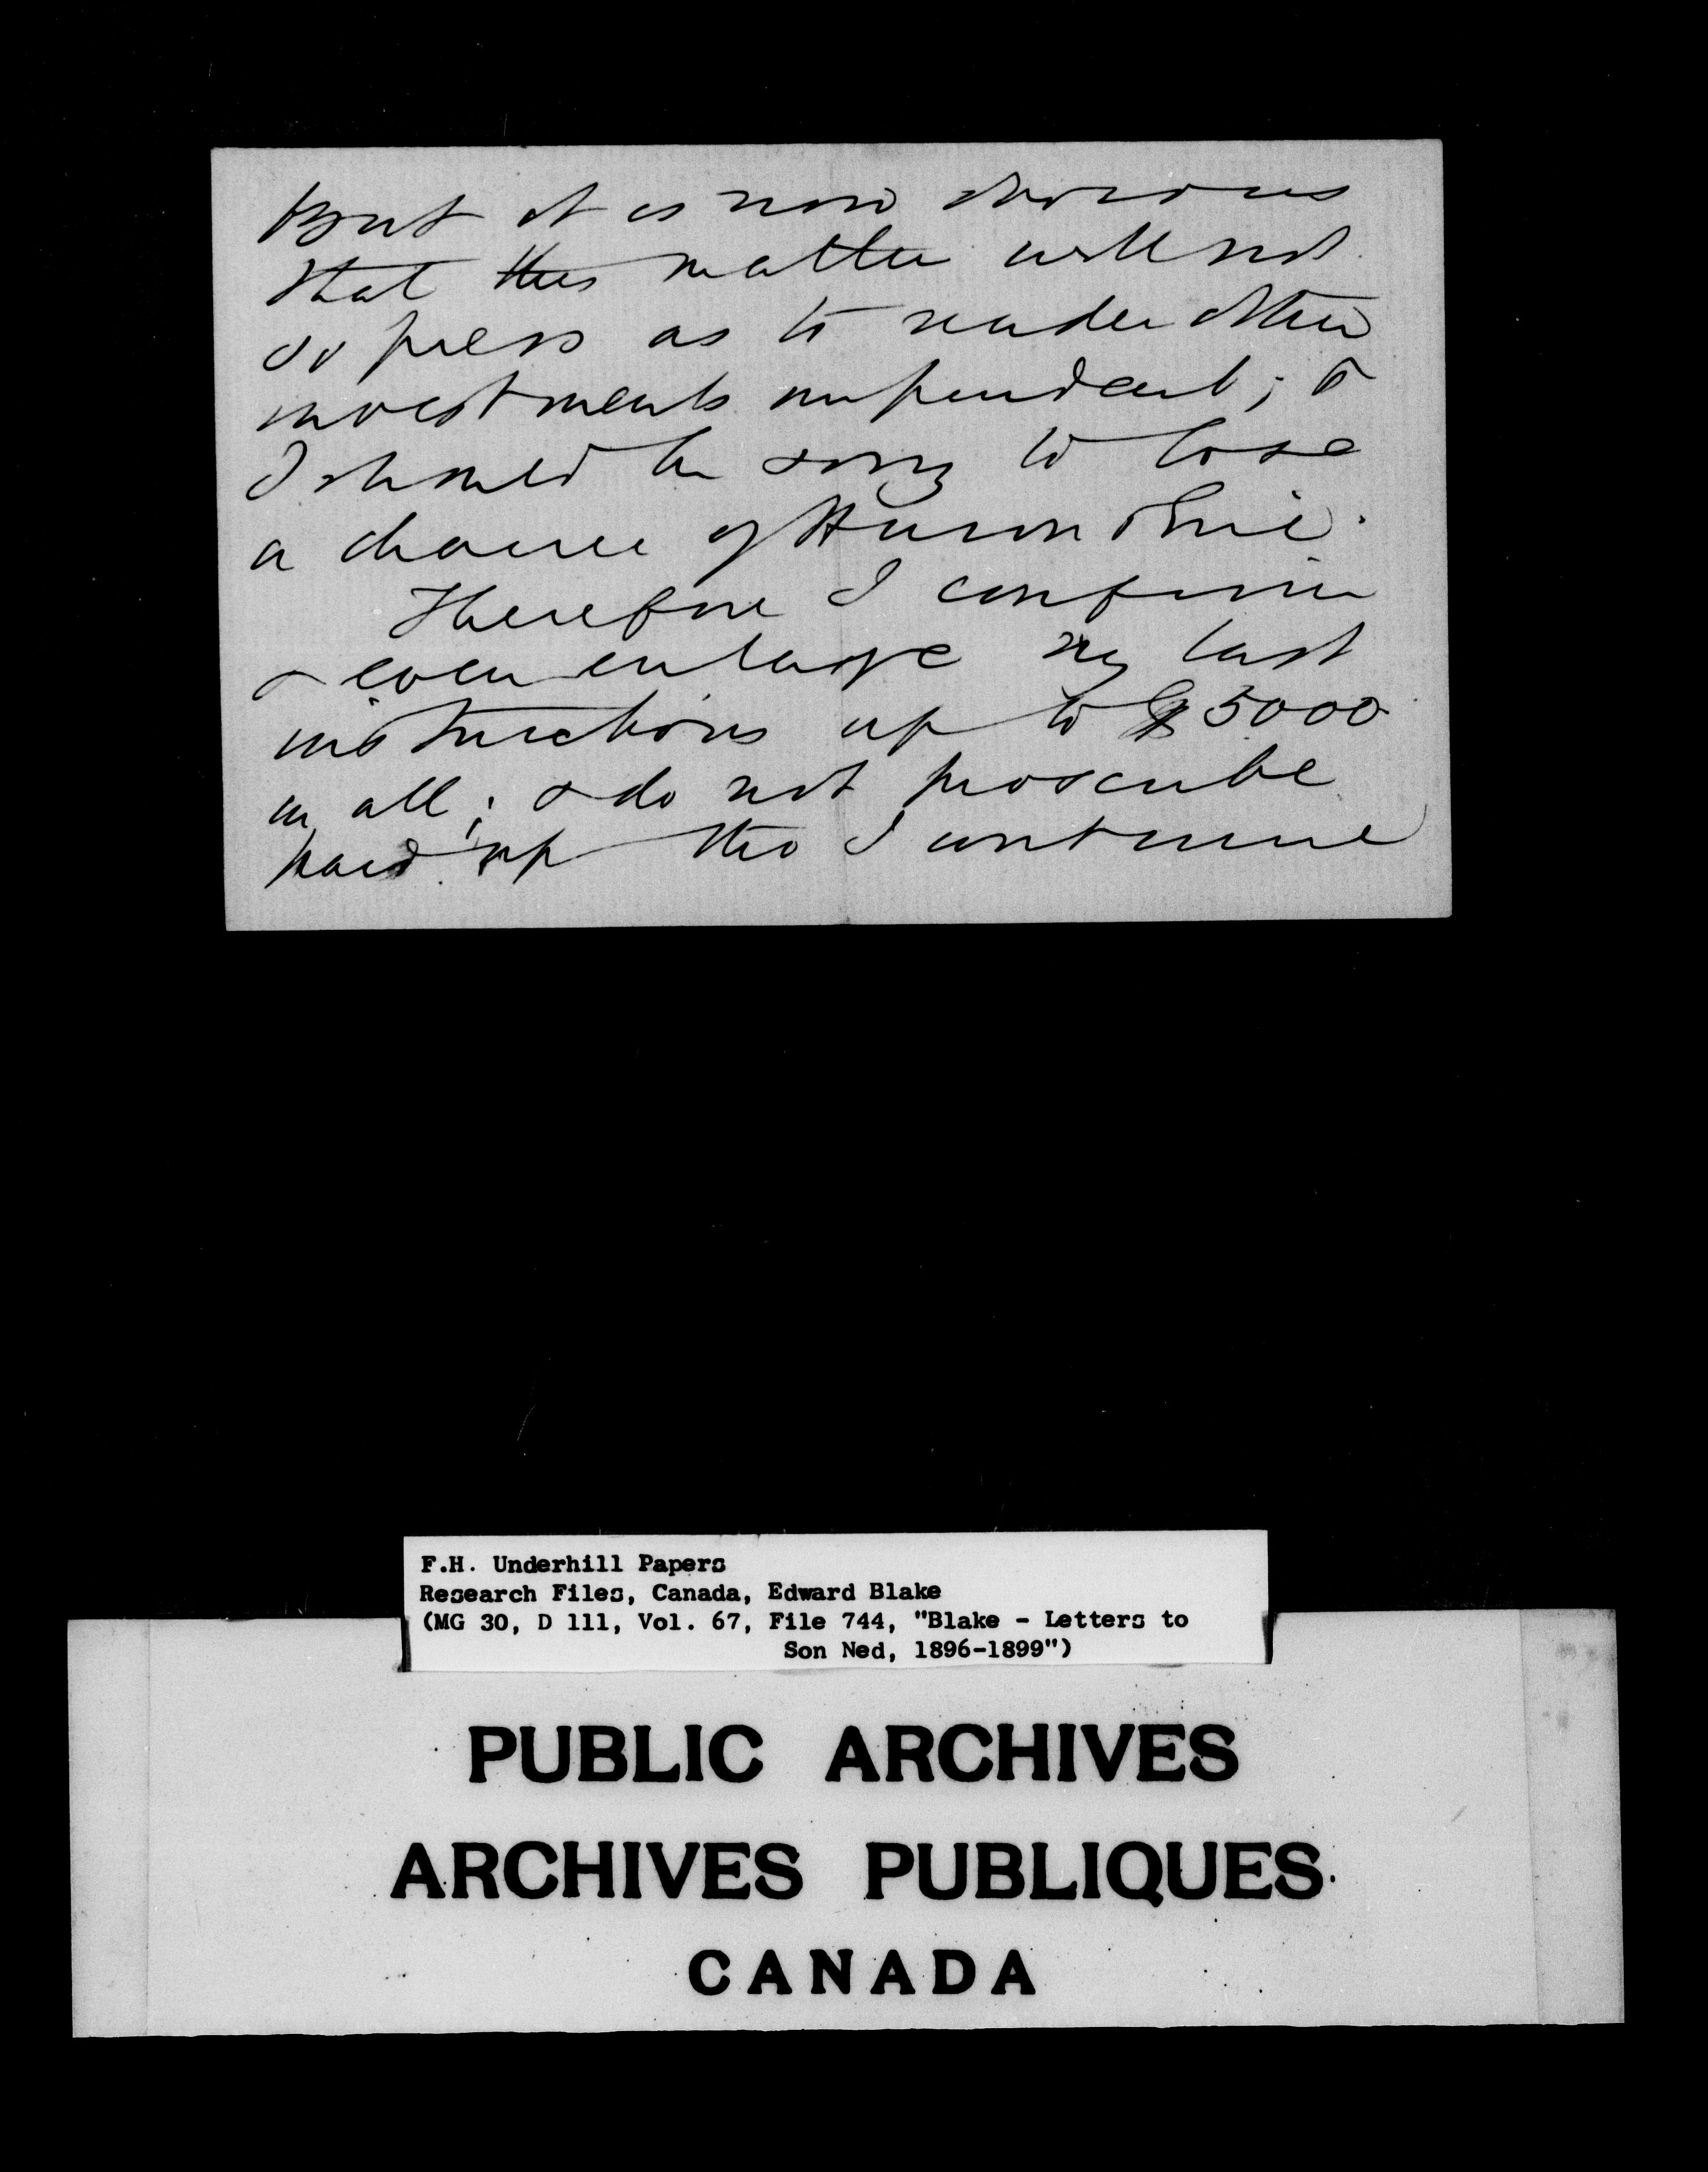 But it is now obvious
that this matter will not
so press as to render other
investments imprudent; &
I should be sorry to lose
a chance of Huron & Erie.
Therefore I confirm
& even enlarge my last
instructions up to $5000
in all; & do not proscribe
paid up tho I continue
F.H. Underhill Papers
Research Files, Canada, Edward Blake
(MG 30, D 111, Vol. 67, File 744, "Blake - Letters to
Son Ned, 1896-1899")
PUBLIC ARCHIVES
ARCHIVES PUBLIQUES
CANADA